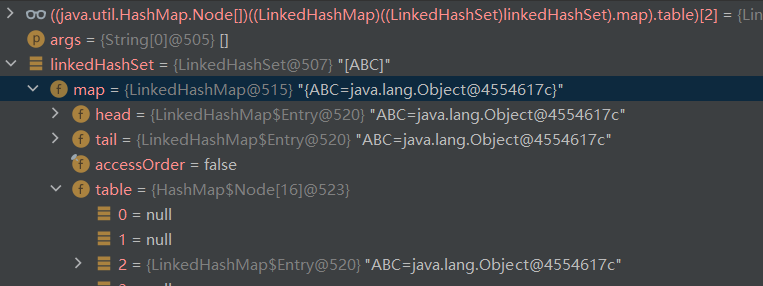 ((java.util.HashMap.Node[])((LinkedHashMap)((LinkedHashSet)linkedHashSet).map).table)[2] = {Lin
p args = {String[0]@505} []
linkedHashSet = {LinkedHashSet@507} "[ABC]"
f map = {LinkedHashMap@515} "{ABC=java.lang.Object@4554617c}"
f head = {LinkedHashMap$Entry@520} "ABC=java.lang.Object@4554617c"
f tail = {LinkedHashMap$Entry@520} "ABC=java.lang.Object@4554617c"
f accessOrder = false
f table = {HashMap$Node[16]@523}
0 = null
1 = null
2 = {LinkedHashMap$Entry@520} "ABC=java.lang.Object@4554617c"